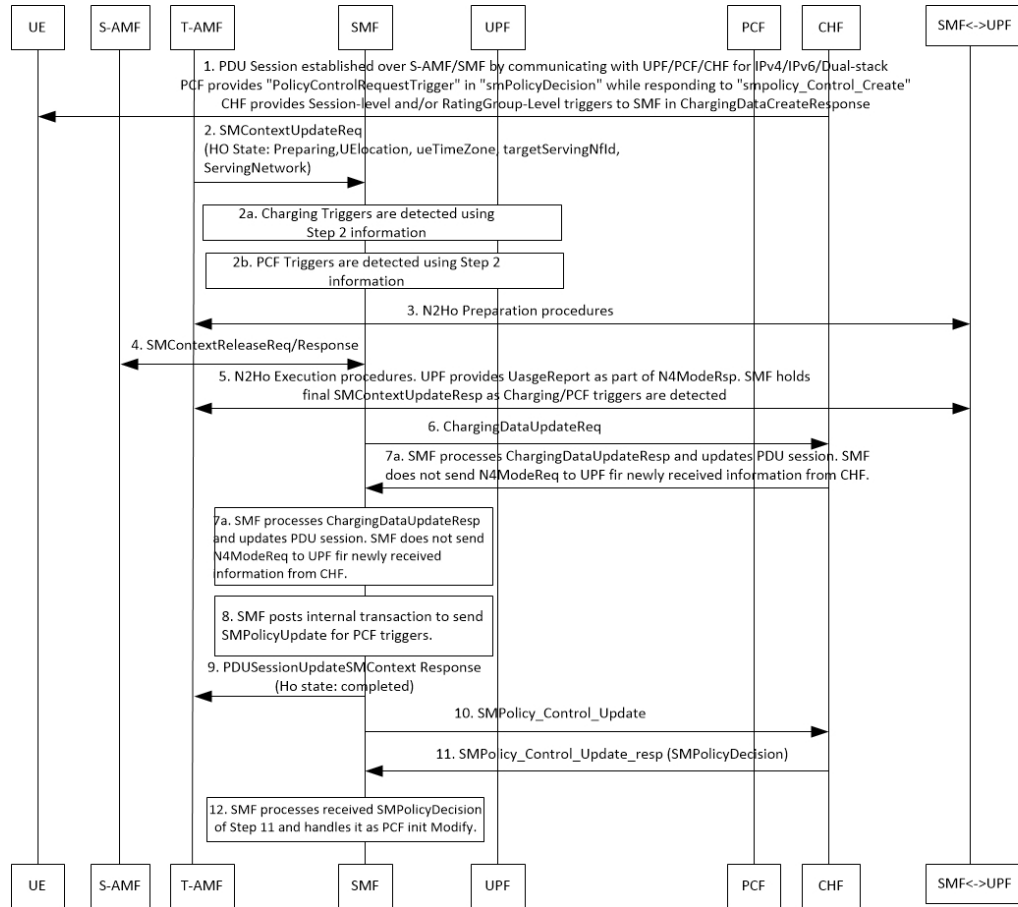 UE S-AMF T-AMF SMF UPF PCF CHF SMF<->UPF
1. PDU Session established over S-AMF/SMF by communicating with UPF/PCF/CHF for IPv4/IPv6/Dual-stack
PCF provides "PolicyControlRequestTrigger" in "smPolicyDecision" while responding to "smpolicy_Control_Create"
CHF provides Session-level and/or RatingGroup-Level triggers to SMF in ChargingDataCreateResponse
2. SMContextUpdateReq
(HO State: Preparing,UElocation, ueTimeZone, targetServingNfId,
ServingNetwork)
2a. Charging Triggers are detected using
Step 2 information
2b. PCF Triggers are detected using Step 2
information
3. N2Ho Preparation procedures
4. SMContextReleaseReq/Response
5. N2Ho Execution procedures. UPF provides UasgeReport as part of N4ModeRsp. SMF holds
final SMContextUpdateResp as Charging/PCF triggers are detected
6. ChargingDataUpdateReq
7a. SMF processes ChargingDataUpdateResp and updates PDU session. SMF
does not send N4ModeReq to UPF fir newly received information from CHF.
7a. SMF processes ChargingDataUpdateResp
and updates PDU session. SMF does not send
N4ModeReq to UPF fir newly received
information from CHF.
8. SMF posts internal transaction to send
SMPolicyUpdate for PCF triggers.
9. PDUSessionUpdateSMContext Response
(Ho state: completed)
10. SMPolicy_Control_Update
11. SMPolicy_Control_Update_resp (SMPolicyDecision)
12. SMF processes received SMPolicyDecision
of Step 11 and handles it as PCF init Modify.
UE S-AMF T-AMF SMF UPF PCF CHF SMF<->UPF